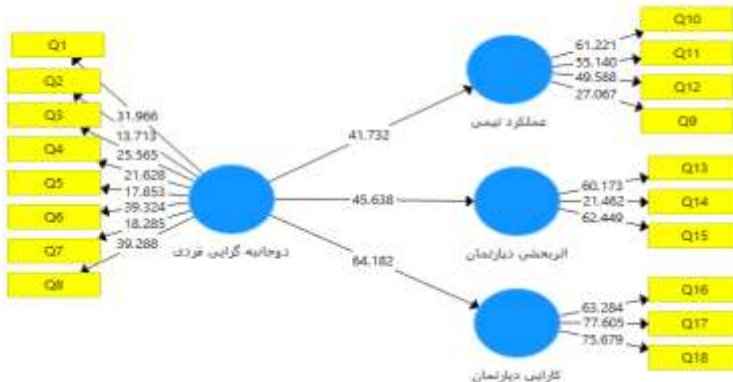 Q1
Q2
Q3
Q4
Q5
Q6
Q7
Q8
31.966
13.713
25.565
21.628
17.853
39.324
18.285
39.288
دوجانبه گرایی فردی
41.732
45.638
64.182
عملکرد تیمی
61.221
55.140
49.588
27.067
Q10
Q11
Q12
Q9
اثربخشی دپارتمان
60.173
21.462
62.449
Q13
Q14
Q15
کارایی دپارتمان
63.284
77.605
75.679
Q16
Q17
Q18